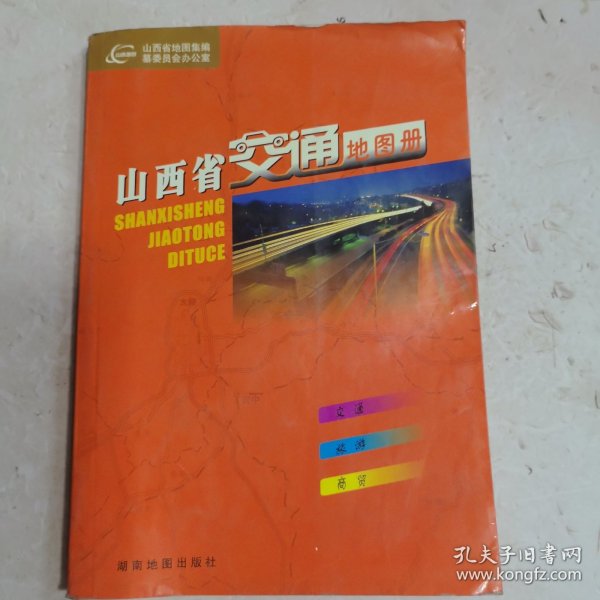 山西省地图集编
纂委员会办公室
山西省交通地图册
SHANXISHENG
JIAOTONG
DITUCE
交通
旅游
商贸
湖南地图出版社
孔夫子旧书网
www.kongfz.com